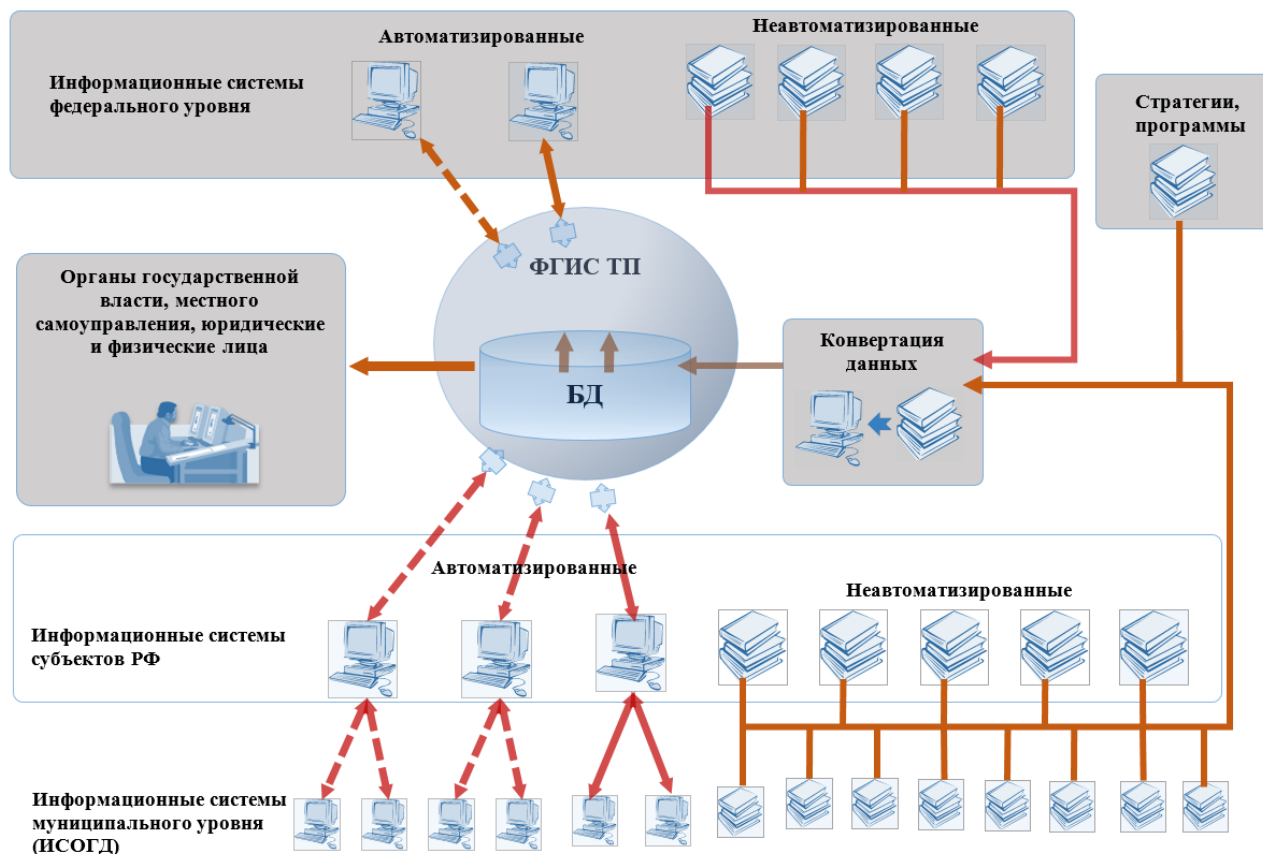 Автоматизированные
Неавтоматизированные
Информационные системы
федерального уровня
Стратегии,
программы
ФГИС ТП
Органы государственной
власти, местного
самоуправления, юридические
и физические лица
Конвертация
данных
БД
Автоматизированные
Неавтоматизированные
Информационные системы
субъектов РФ
Информационные системы
муниципального уровня
(ИСОГД)